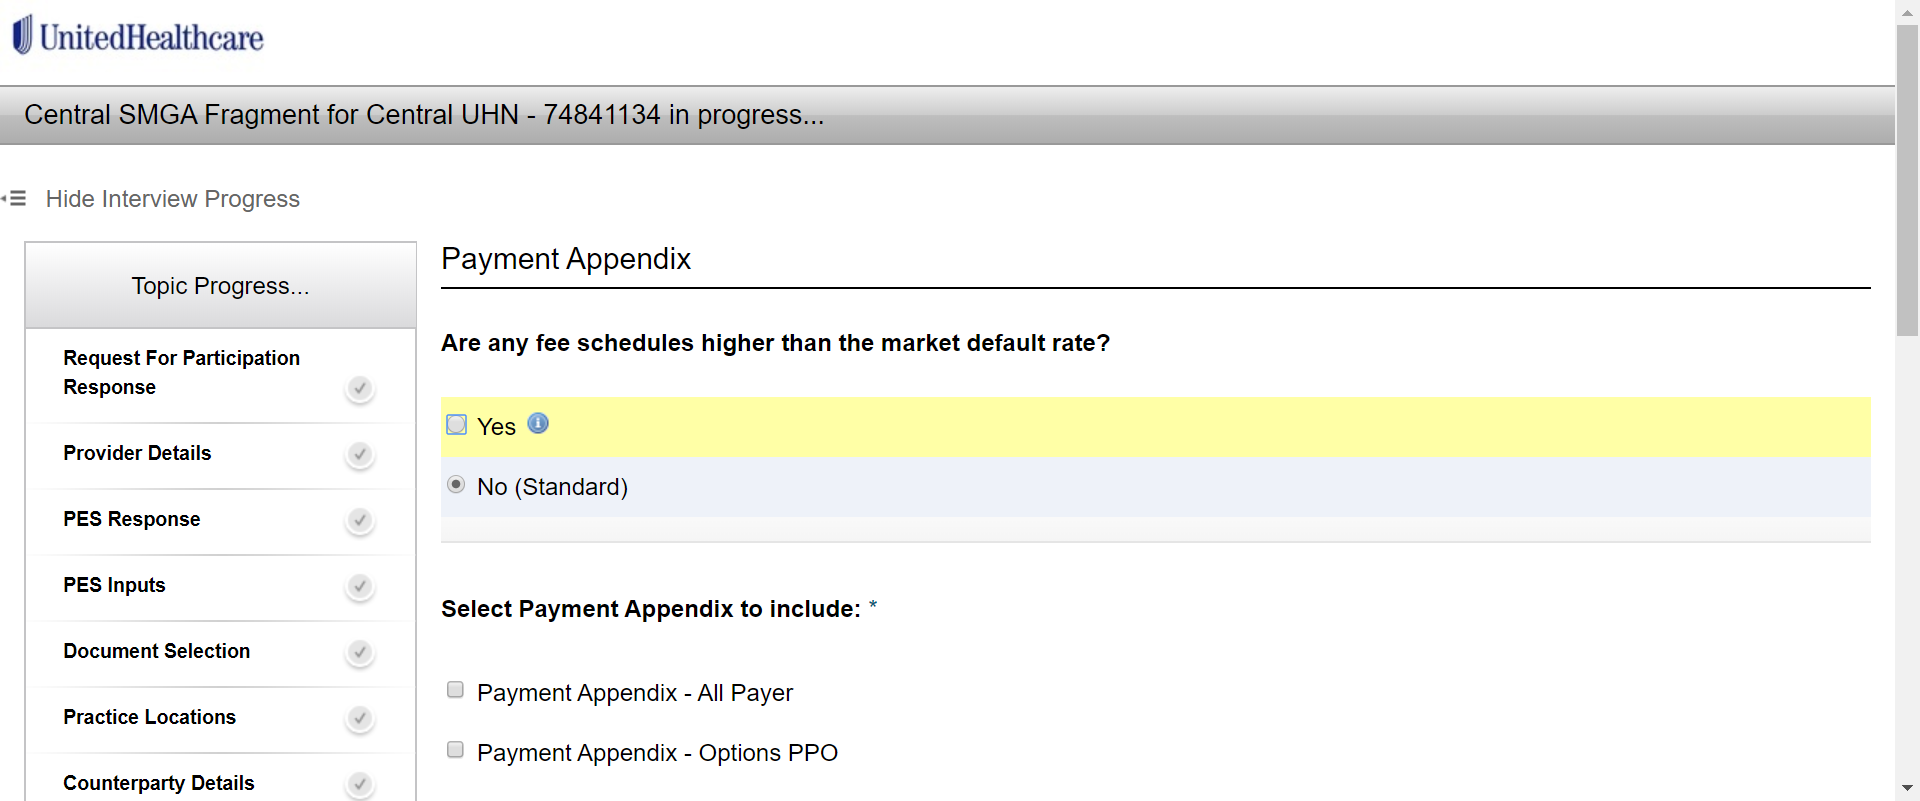 UnitedHealthcare
Central SMGA Fragment for Central UHN - 74841134 in progress...
Hide Interview Progress
Topic Progress...
Request For Participation
Response
Provider Details
PES Response
PES Inputs
Document Selection
Practice Locations
Counterparty Details
Payment Appendix
Are any fee schedules higher than the market default rate?
Yes
No (Standard)
Select Payment Appendix to include: *
Payment Appendix - All Payer
Payment Appendix - Options PPO